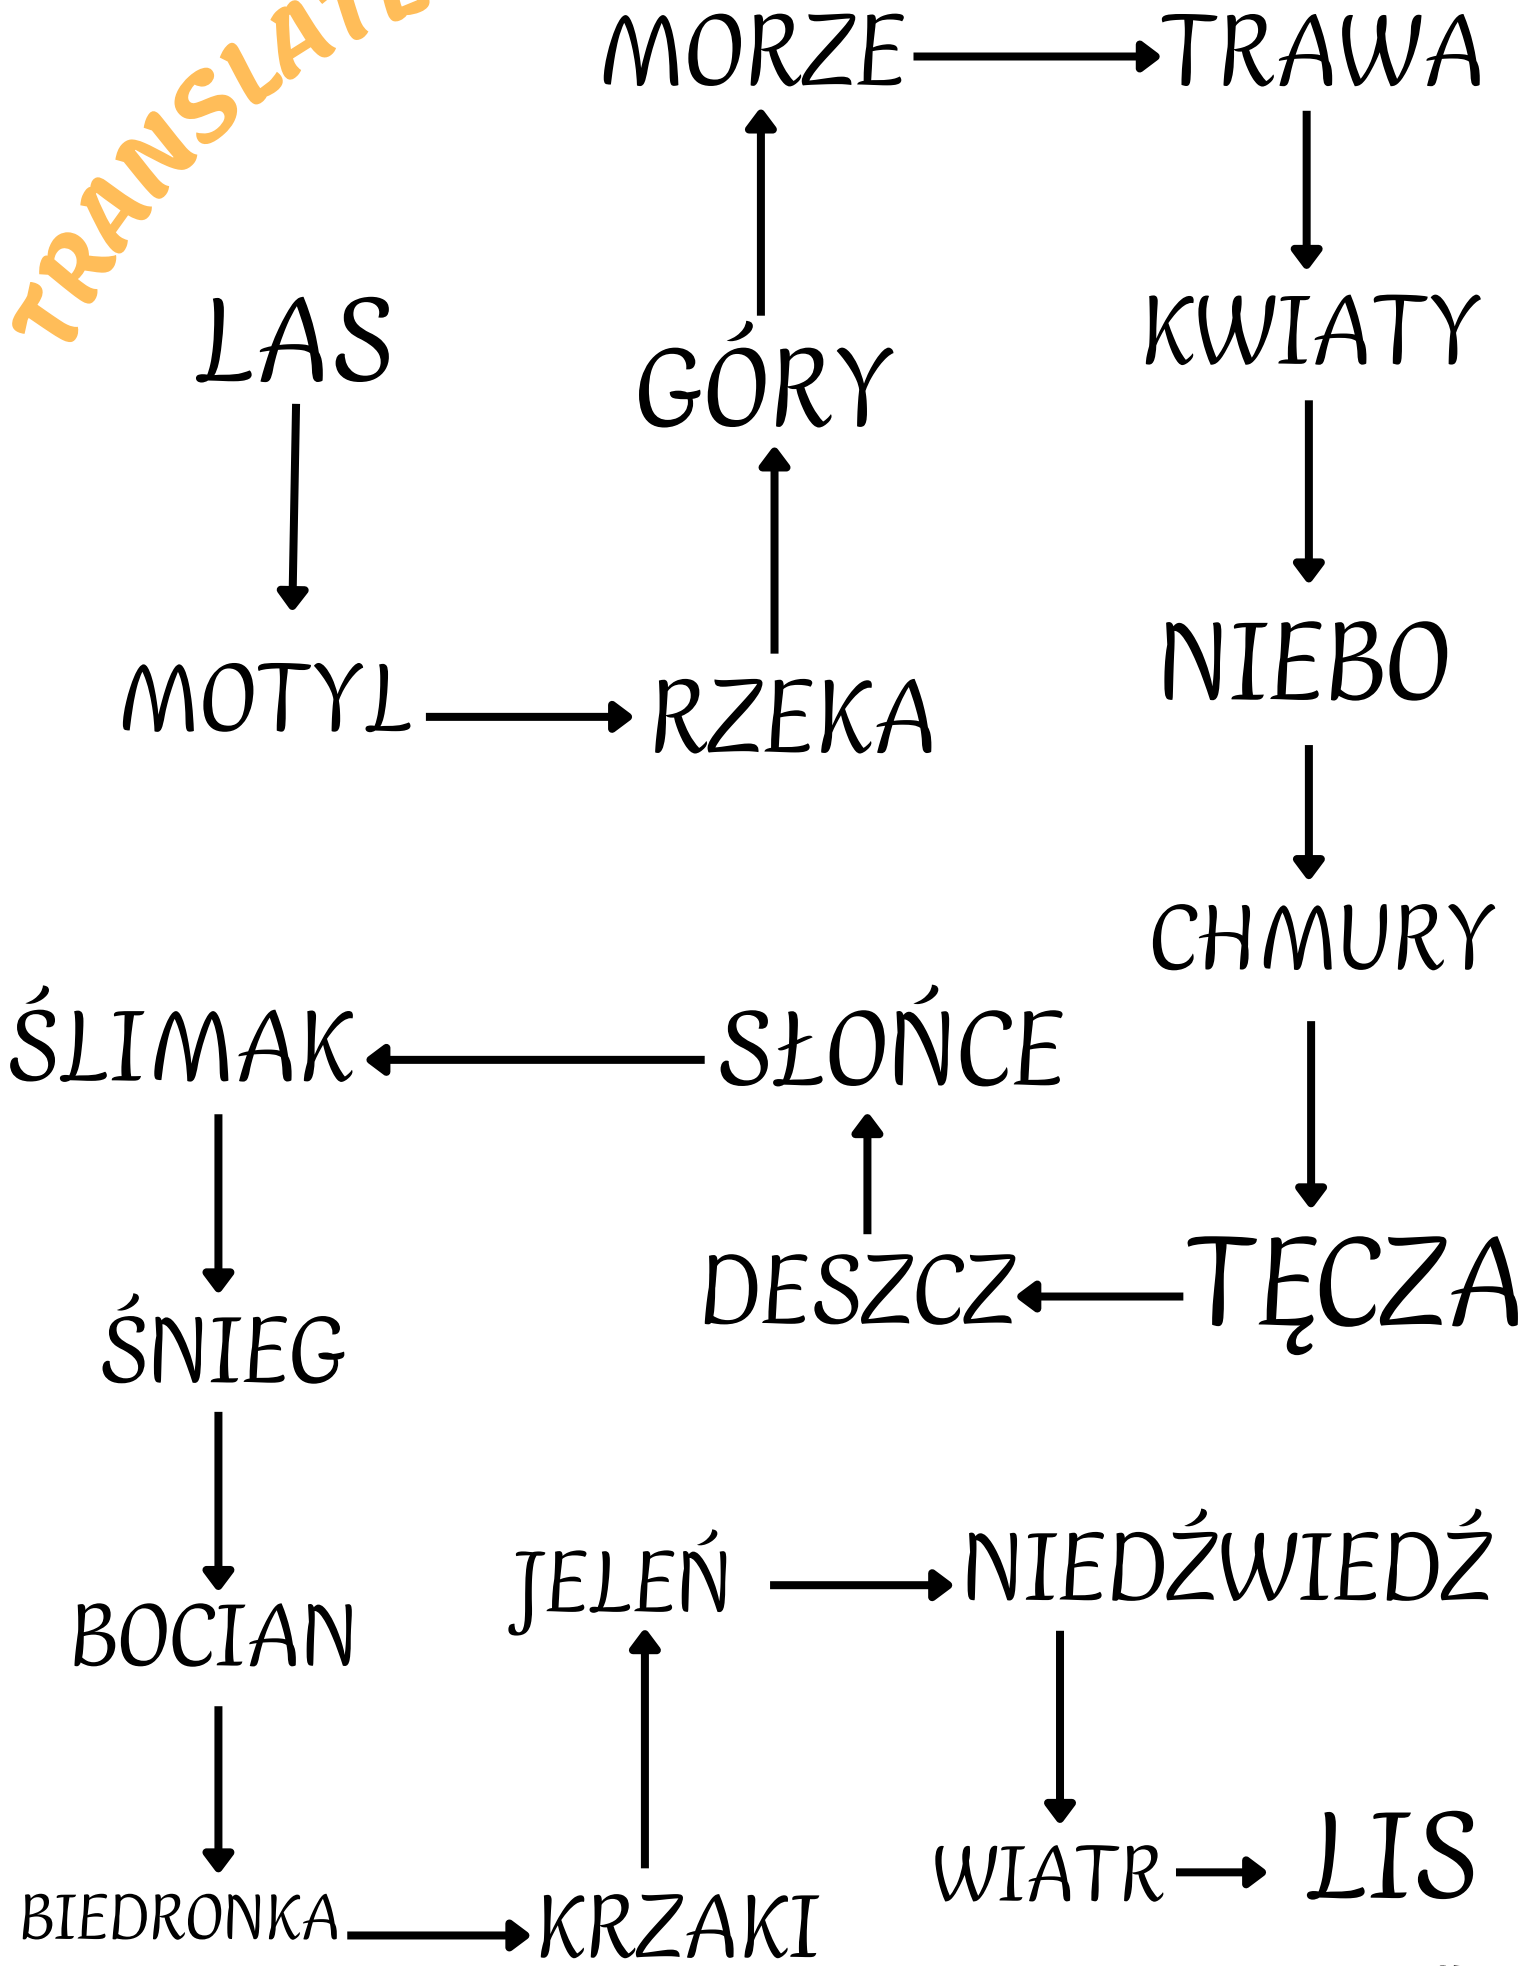 TRANSLATE
LAS
MOTYL
RZEKA
GÓRY
MORZE
TRAWA
KWIATY
NIEBO
CHMURY
TĘCZA
DESZCZ
SŁOŃCE
ŚLIMAK
ŚNIEG
BOCIAN
BIEDRONKA
KRZAKI
JELEŃ
NIEDŹWIEDŹ
WIATR
LIS